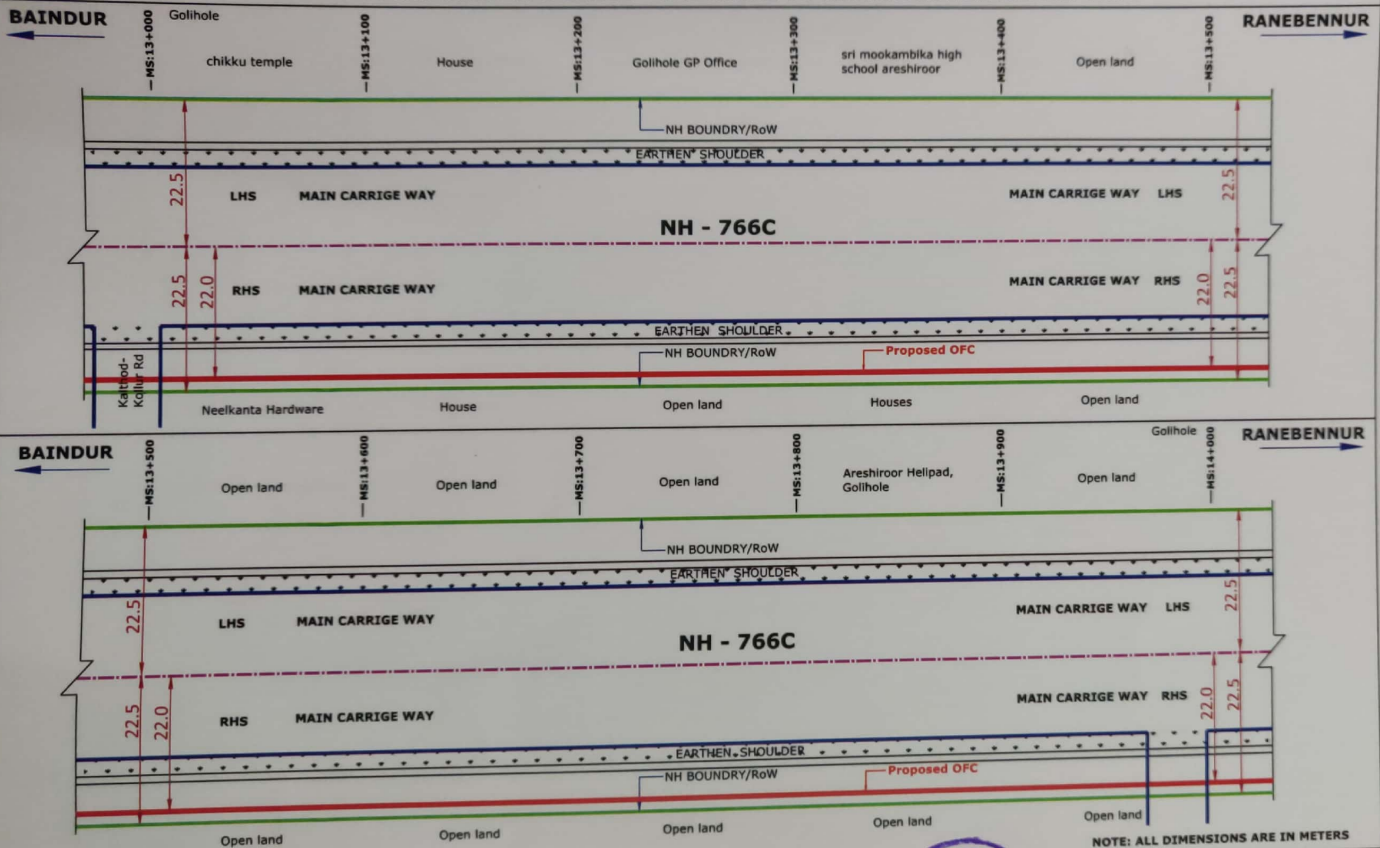 BAINDUR
MS:13+000
Golihole
MS:13+100
MS:13+200
MS:13+300
MS:13+400
MS:13+500
RANEBENNUR
chikku temple
House
Golihole GP Office
sri mookambika high
school areshiroor
Open land
NH BOUNDRY/RoW
EARTHEN SHOULDER
22.5
LHS
MAIN CARRIGE WAY
MAIN CARRIGE WAY
LHS
22.5
NH - 766C
22.5
22.0
RHS
MAIN CARRIGE WAY
MAIN CARRIGE WAY
RHS
22.0
22.5
EARTHEN SHOULDER
Kalthod-
Kollur Rd
NH BOUNDRY/RoW
Proposed OFC
Neelkanta Hardware
House
Open land
Houses
Open land
BAINDUR
MS:13+500
MS:13+600
MS:13+700
MS:13+800
MS:13+900
Golihole
MS:14+000
RANEBENNUR
Open land
Open land
Open land
Areshiroor Helipad,
Golihole
Open land
NH BOUNDRY/RoW
EARTHEN SHOULDER
22.5
LHS
MAIN CARRIGE WAY
MAIN CARRIGE WAY
LHS
22.5
NH - 766C
22.5
22.0
RHS
MAIN CARRIGE WAY
MAIN CARRIGE WAY
RHS
22.0
22.5
EARTHEN SHOULDER
NH BOUNDRY/RoW
Proposed OFC
Open land
Open land
Open land
Open land
Open land
NOTE: ALL DIMENSIONS ARE IN METERS